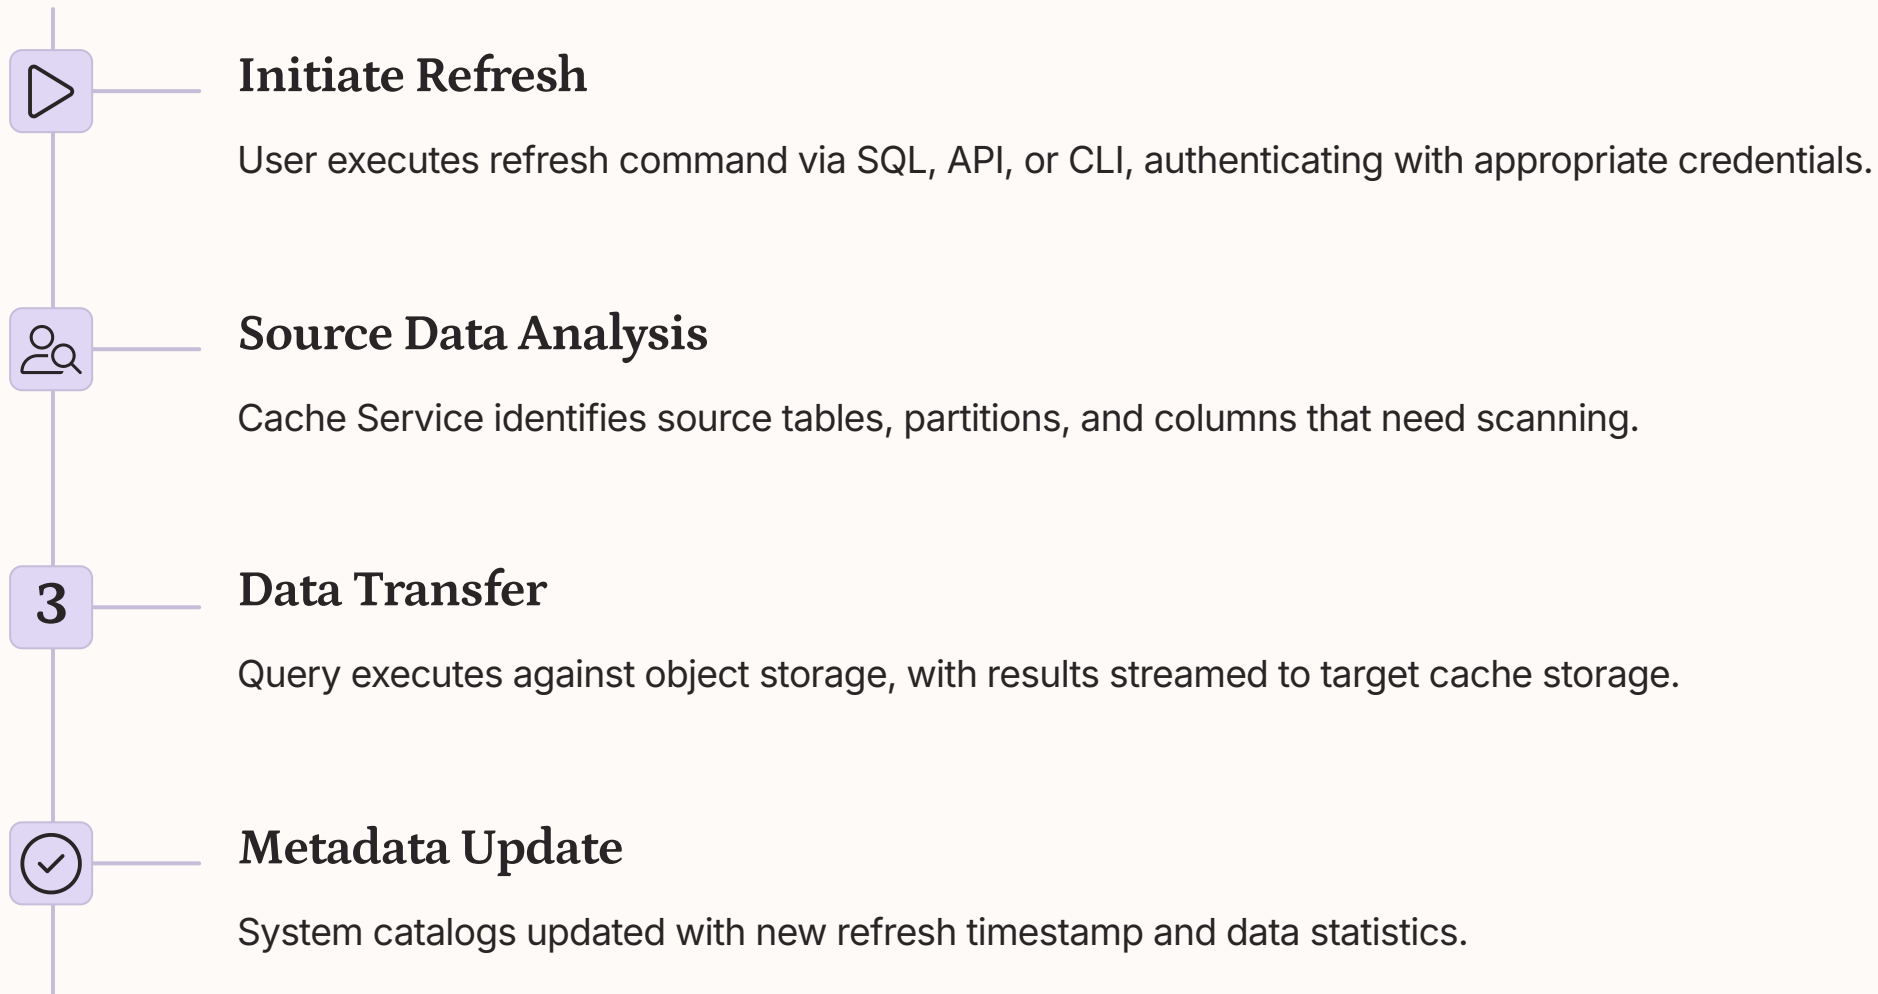 Initiate Refresh
User executes refresh command via SQL, API, or CLI, authenticating with appropriate credentials.
Source Data Analysis
Cache Service identifies source tables, partitions, and columns that need scanning.
3
Data Transfer
Query executes against object storage, with results streamed to target cache storage.
Metadata Update
System catalogs updated with new refresh timestamp and data statistics.